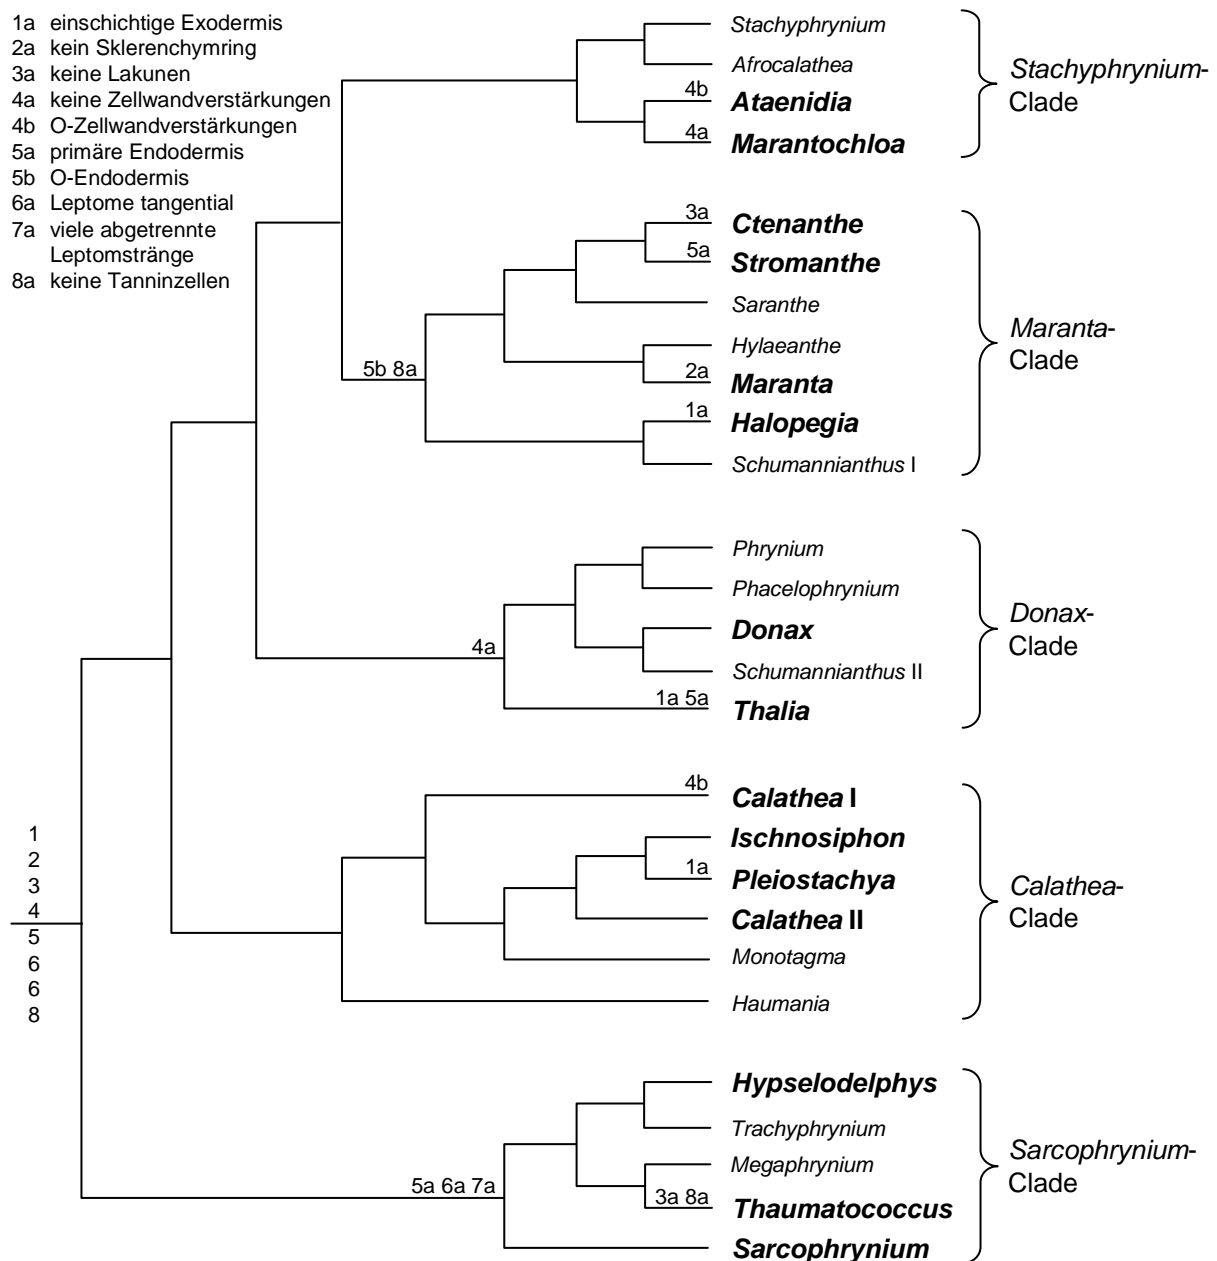 1a einschichtige Exodermis
2a kein Sklerenchymring
3a keine Lakunen
4a keine Zellwandverstärkungen
4b O-Zellwandverstärkungen
5a primäre Endodermis
5b O-Endodermis
6a Leptome tangential
7a viele abgetrennte
Leptomstränge
8a keine Tanninzellen
Stachyphrynium
Afrocalathea
4b Ataenidia
4a Marantochloa
Stachyphrynium-
Clade
3a Ctenanthe
5a Stromanthe
Saranthe
Hylaeanthe
5b 8a
2a Maranta
1a Halopegia
Schumannianthus I
Maranta-
Clade
Phrynium
Phacelophrynium
Donax
4a
Schumannianthus II
1a 5a Thalia
Donax-
Clade
4b Calathea I
Ischnosiphon
1a Pleiostachya
Calathea II
Monotagma
Haumania
Calathea-
Clade
1
2
3
4
5
6
6
8
Hypselodelphys
Trachyphrynium
Megaphrynium
5a 6a 7a
3a 8a Thaumatococcus
Sarcophrynium
Sarcophrynium-
Clade